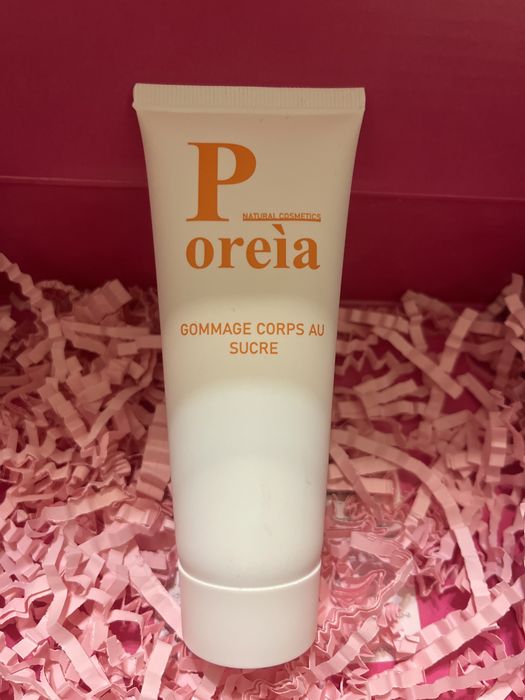 P
NATURAL COSMETICS
oreìa
GOMMAGE CORPS AU
SUCRE